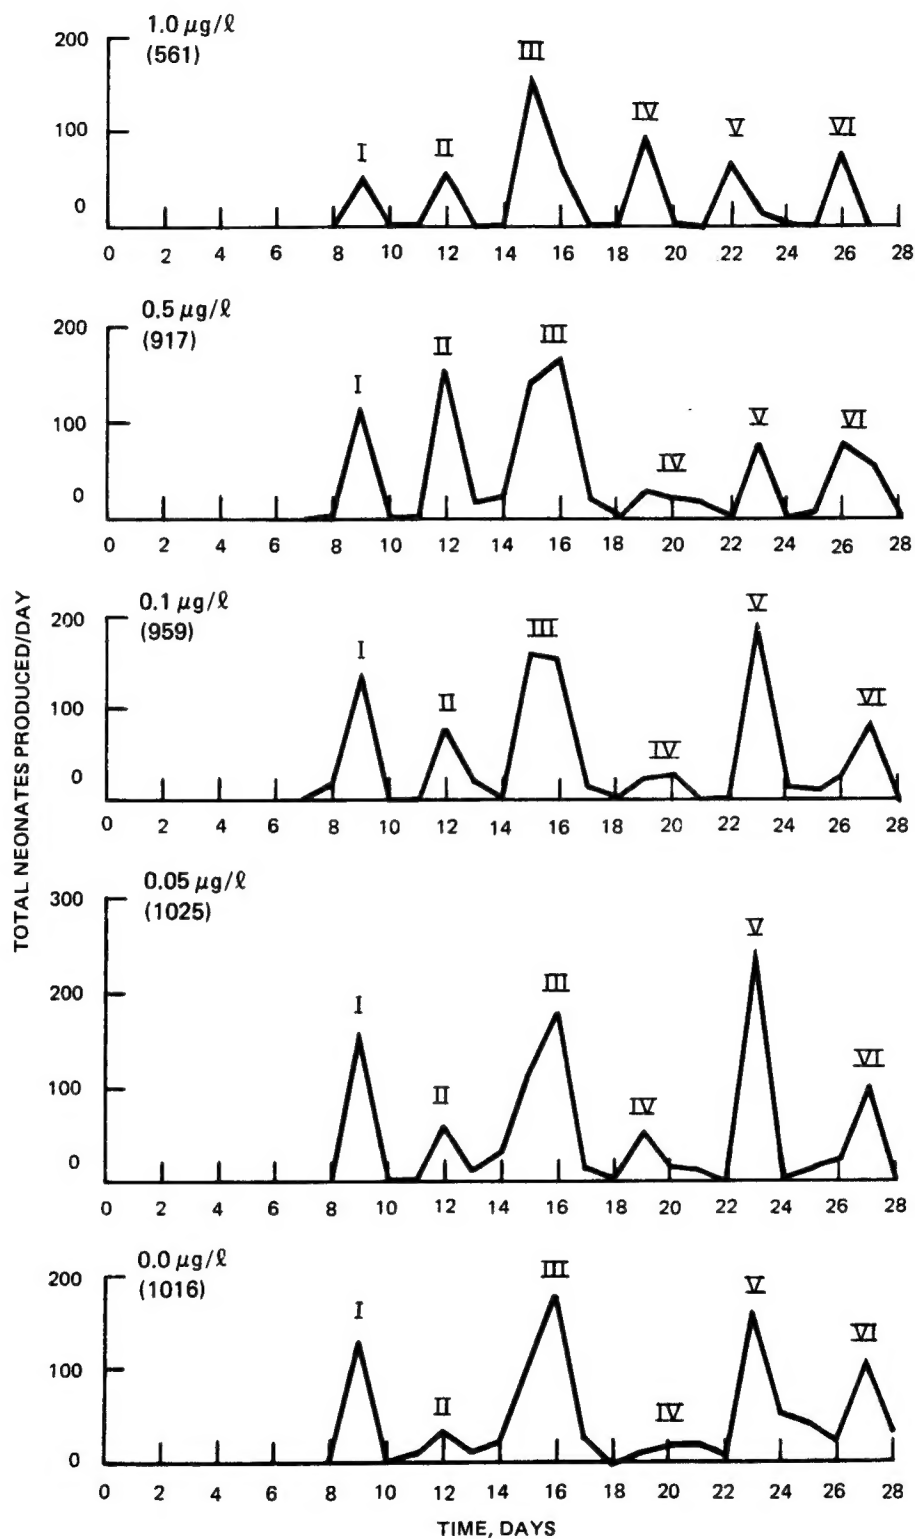 TOTAL NEONATES PRODUCED/DAY
1.0 µg/ℓ
(561)
200
100
0
I II III IV V VI
0 2 4 6 8 9 10 12 14 16 18 20 22 24 26 28
0.5 µg/ℓ
(917)
200
100
0
I II III IV V VI
0 2 4 6 8 10 12 14 16 18 20 22 24 26 28
0.1 µg/ℓ
(959)
200
100
0
I II III IV V VI
0 2 4 6 8 10 12 14 16 18 20 22 24 26 28
0.05 µg/ℓ
(1025)
300
200
100
0
I II III IV V VI
0 2 4 6 8 10 12 14 16 18 20 22 24 26 28
0.0 µg/ℓ
(1016)
200
100
0
I II III IV V VI
0 2 4 6 8 10 12 14 16 18 20 22 24 26 28
TIME, DAYS